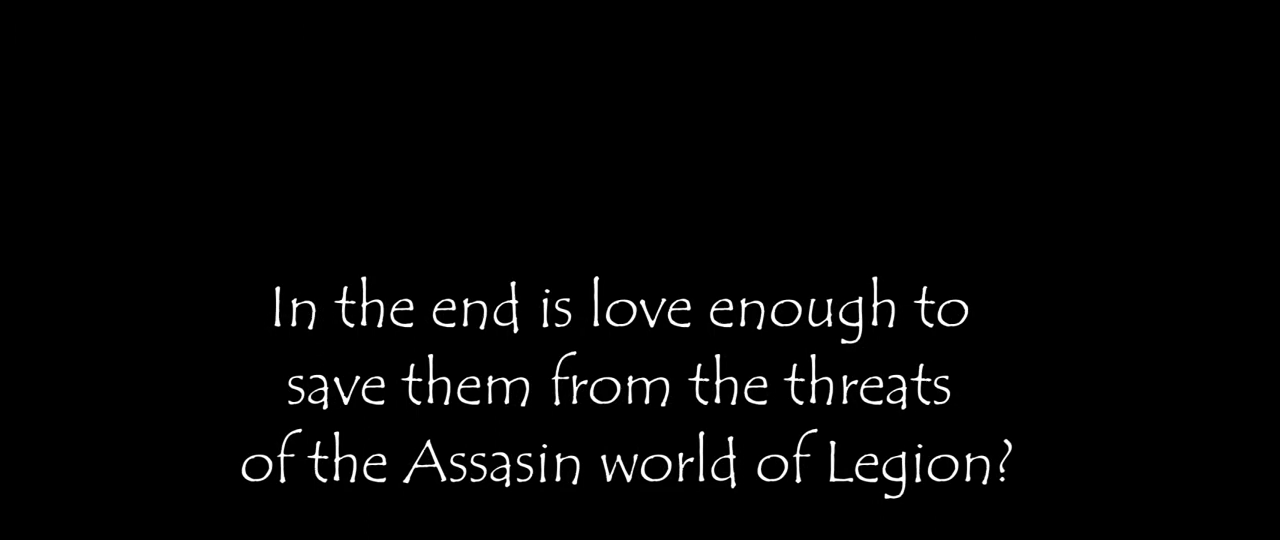 In the end is love enough to
save them from the threats
of the Assasin world of Legion?